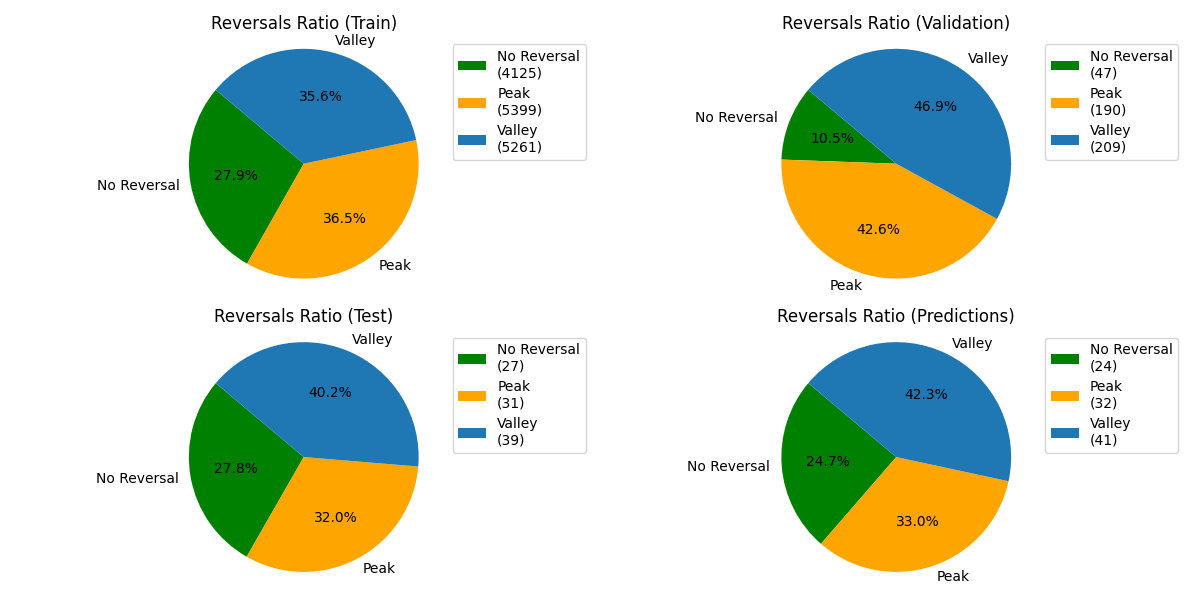 Reversals Ratio (Train)
Valley
35.6%
No Reversal
27.9%
36.5%
Peak
No Reversal
(4125)
Peak
(5399)
Valley
(5261)
Reversals Ratio (Validation)
Valley
46.9%
No Reversal
10.5%
42.6%
Peak
No Reversal
(47)
Peak
(190)
Valley
(209)
Reversals Ratio (Test)
Valley
40.2%
No Reversal
27.8%
32.0%
Peak
No Reversal
(27)
Peak
(31)
Valley
(39)
Reversals Ratio (Predictions)
Valley
42.3%
No Reversal
24.7%
33.0%
Peak
No Reversal
(24)
Peak
(32)
Valley
(41)